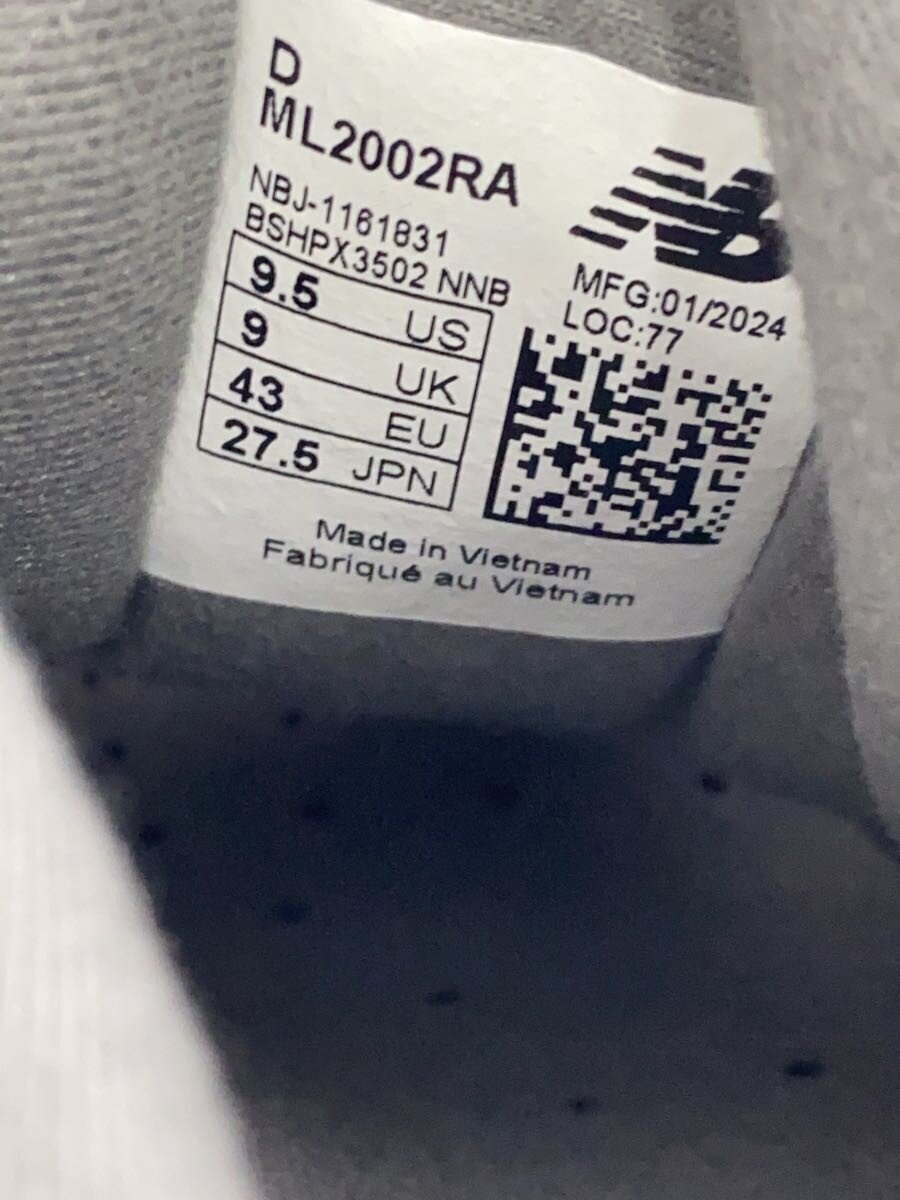 D
ML2002RA
NBJ-1161831
BSHPX3502 NNB
9.5 US
9 UK
43 EU
27.5 JPN
NB
MFG:01/2024
LOC:77
Made in Vietnam
Fabriqué au Vietnam